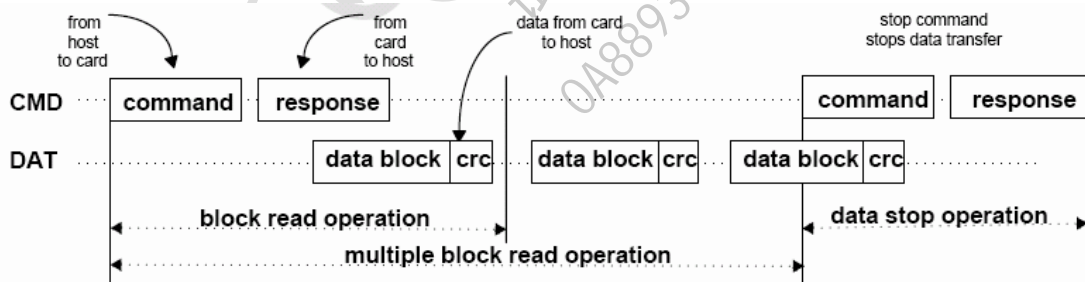 from
host
to card
from
card
to host
data from card
to host
stop command
stops data transfer
0A8893
CMD
command
response
command
response
DAT
data block
crc
data block
crc
data block
crc
block read operation
data stop operation
multiple block read operation